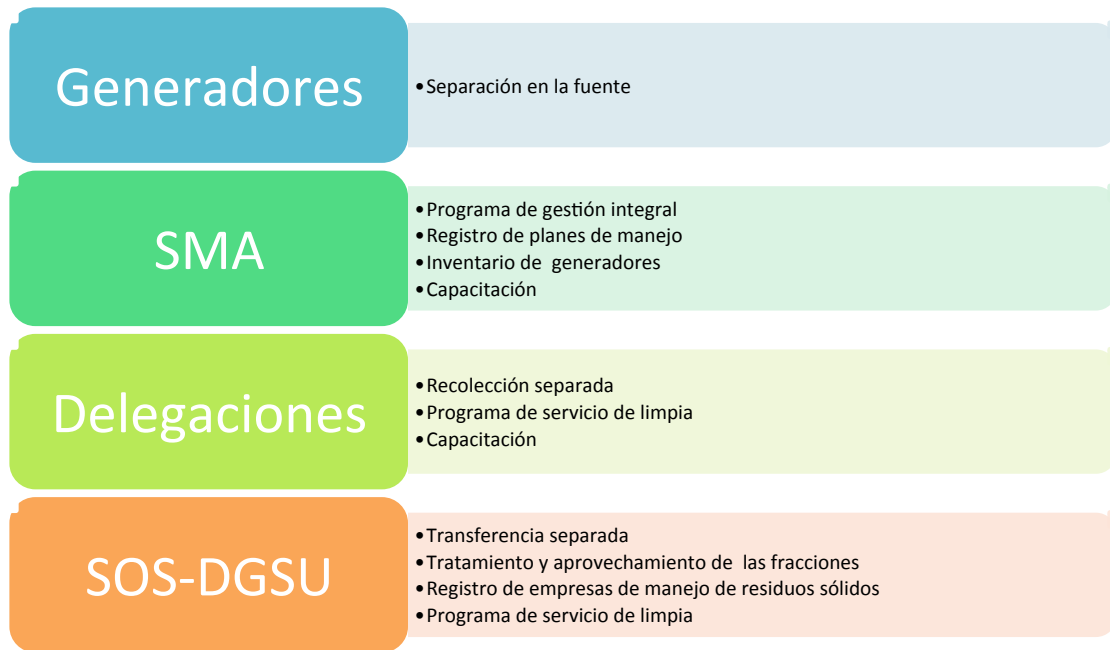 Generadores
•Separación en la fuente
SMA
•Programa de gestión integral
•Registro de planes de manejo
•Inventario de  generadores
•Capacitación
Delegaciones
•Recolección separada
•Programa de servicio de limpia
•Capacitación
SOS-DGSU
•Transferencia separada
•Tratamiento y aprovechamiento de  las fracciones
•Registro de empresas de manejo de residuos sólidos
•Programa de servicio de limpia